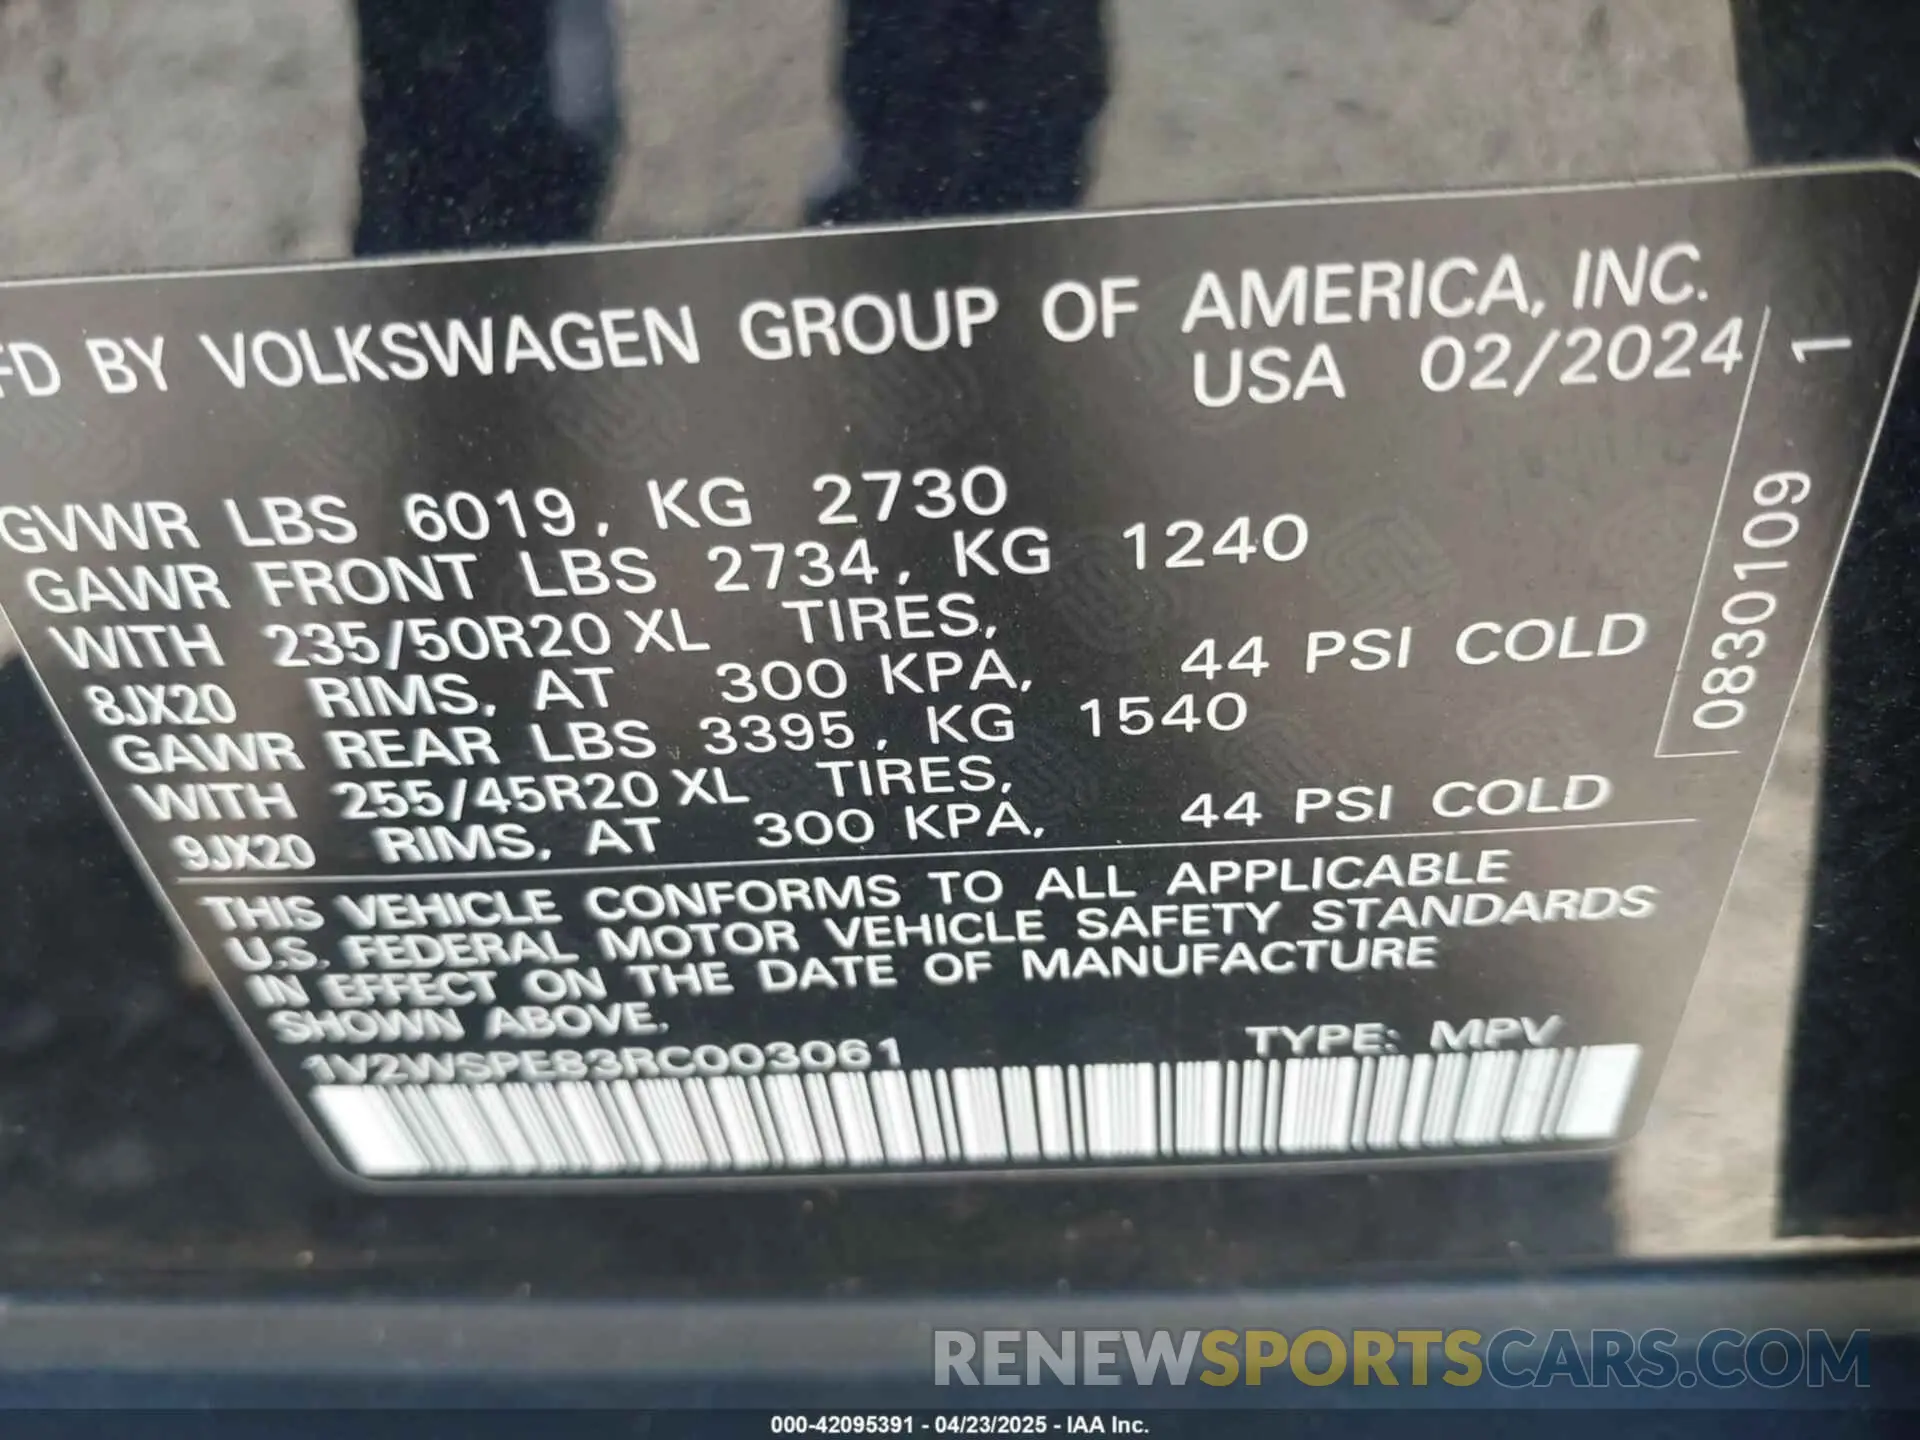 FD BY VOLKSWAGEN GROUP OF AMERICA, INC.
USA 02/2024
GVWR LBS 6019, KG 2730
GAWR FRONT LBS 2734, KG 1240
WITH 235/50R20 XL TIRES,
8JX20 RIMS, AT 300 KPA, 44 PSI COLD
GAWR REAR LBS 3395, KG 1540
WITH 255/45R20 XL TIRES,
9JX20 RIMS, AT 300 KPA, 44 PSI COLD
THIS VEHICLE CONFORMS TO ALL APPLICABLE
U.S. FEDERAL MOTOR VEHICLE SAFETY STANDARDS
IN EFFECT ON THE DATE OF MANUFACTURE
SHOWN ABOVE.
1V2WSPE83RC003061 TYPE: MPV
0830109 1
RENEWSPORTSCARS.COM
000-42095391 - 04/23/2025 - IAA Inc.